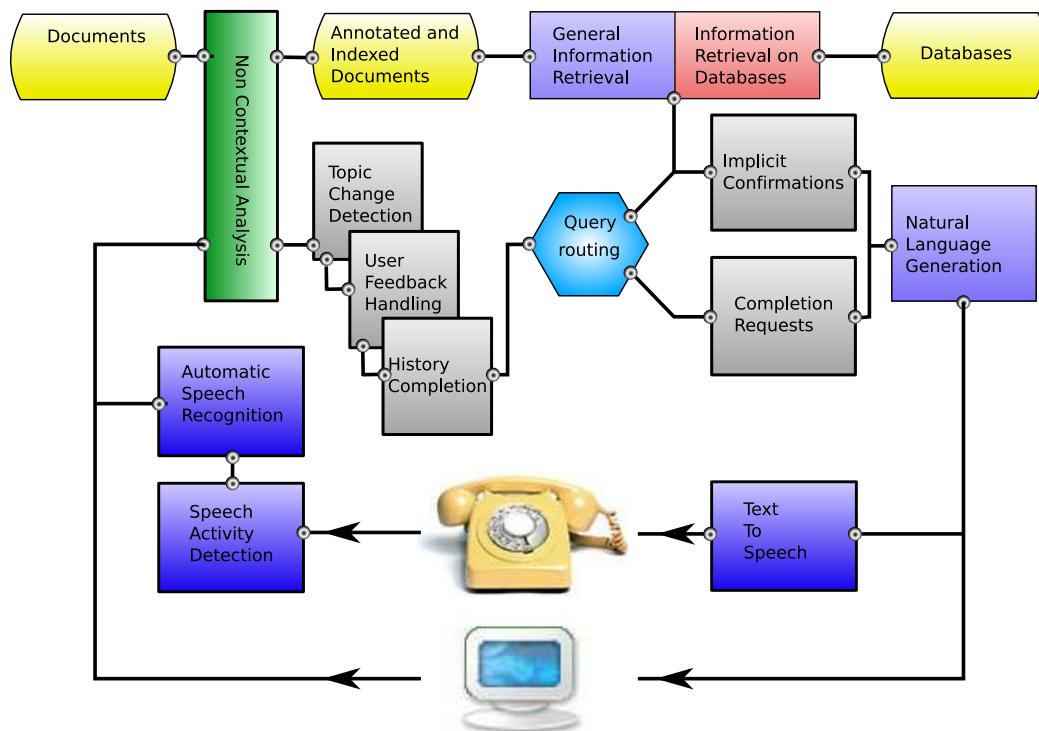 Documents
Annotated and
Indexed
Documents
General
Information
Retrieval
Information
Retrieval on
Databases
Databases
Non Contextual Analysis
Topic
Change
Detection
User
Feedback
Handling
History
Completion
Query
routing
Implicit
Confirmations
Completion
Requests
Natural
Language
Generation
Automatic
Speech
Recognition
Speech
Activity
Detection
Text
To
Speech